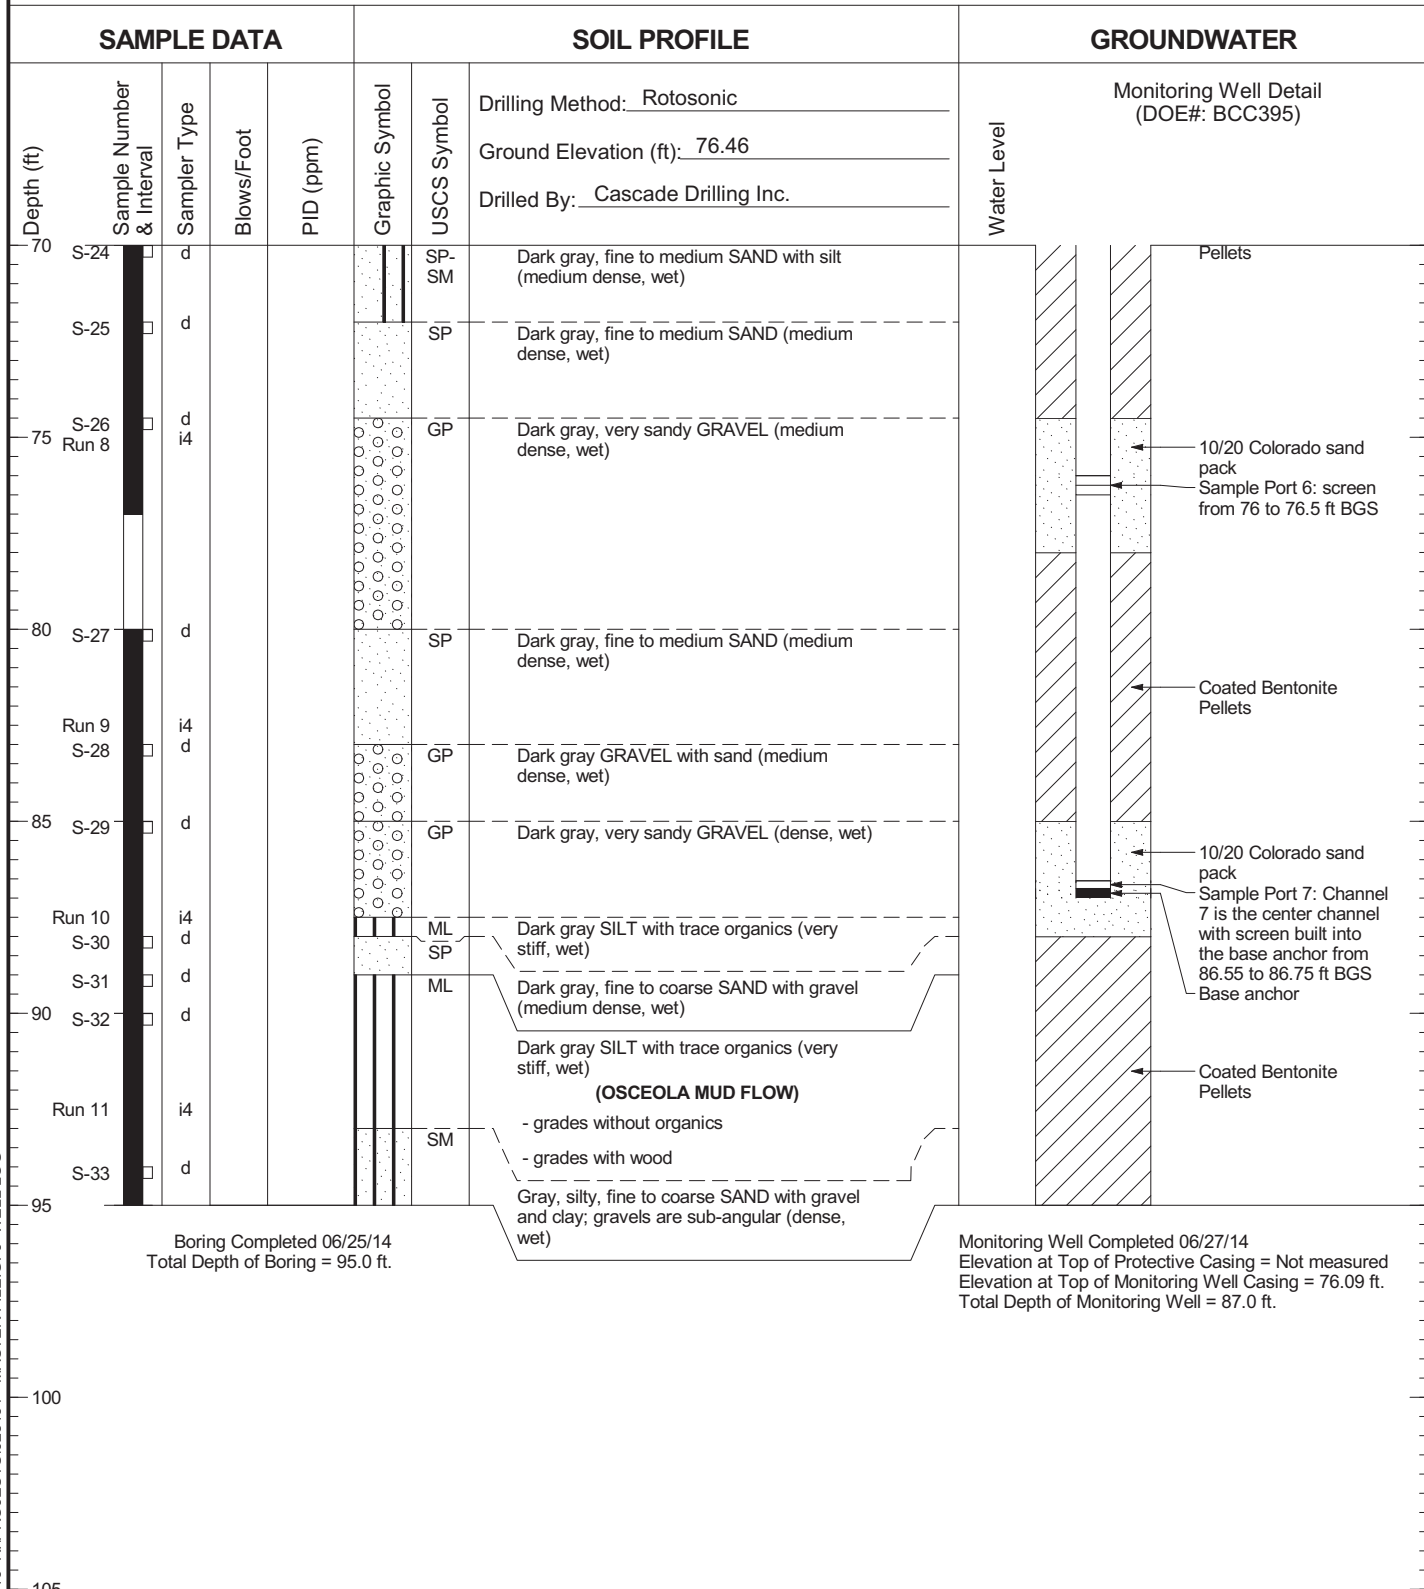 SAMPLE DATA
SOIL PROFILE
GROUNDWATER
Depth (ft)
Sample Number
& Interval
Sampler Type
Blows/Foot
PID (ppm)
Graphic Symbol
USCS Symbol
Drilling Method: Rotosonic
Ground Elevation (ft): 76.46
Drilled By: Cascade Drilling Inc.
Water Level
Monitoring Well Detail
(DOE#: BCC395)
70
S-24 d
SP-
SM
Dark gray, fine to medium SAND with silt
(medium dense, wet)
Pellets
S-25 d
SP
Dark gray, fine to medium SAND (medium
dense, wet)
S-26 d
75
Run 8 i4
GP
Dark gray, very sandy GRAVEL (medium
dense, wet)
10/20 Colorado sand
pack
Sample Port 6: screen
from 76 to 76.5 ft BGS
80
S-27 d
SP
Dark gray, fine to medium SAND (medium
dense, wet)
Coated Bentonite
Pellets
Run 9 i4
S-28 d
GP
Dark gray GRAVEL with sand (medium
dense, wet)
85
S-29 d
GP
Dark gray, very sandy GRAVEL (dense, wet)
10/20 Colorado sand
pack
Sample Port 7: Channel
7 is the center channel
with screen built into
the base anchor from
86.55 to 86.75 ft BGS
Base anchor
Run 10 i4
S-30 d
ML
Dark gray SILT with trace organics (very
stiff, wet)
SP
S-31 d
ML
Dark gray, fine to coarse SAND with gravel
(medium dense, wet)
90
S-32 d
Dark gray SILT with trace organics (very
stiff, wet)
(OSCEOLA MUD FLOW)
- grades without organics
- grades with wood
Coated Bentonite
Pellets
Run 11 i4
SM
S-33 d
Gray, silty, fine to coarse SAND with gravel
and clay; gravels are sub-angular (dense,
wet)
95
Boring Completed 06/25/14
Total Depth of Boring = 95.0 ft.
Monitoring Well Completed 06/27/14
Elevation at Top of Protective Casing = Not measured
Elevation at Top of Monitoring Well Casing = 76.09 ft.
Total Depth of Monitoring Well = 87.0 ft.
100
105